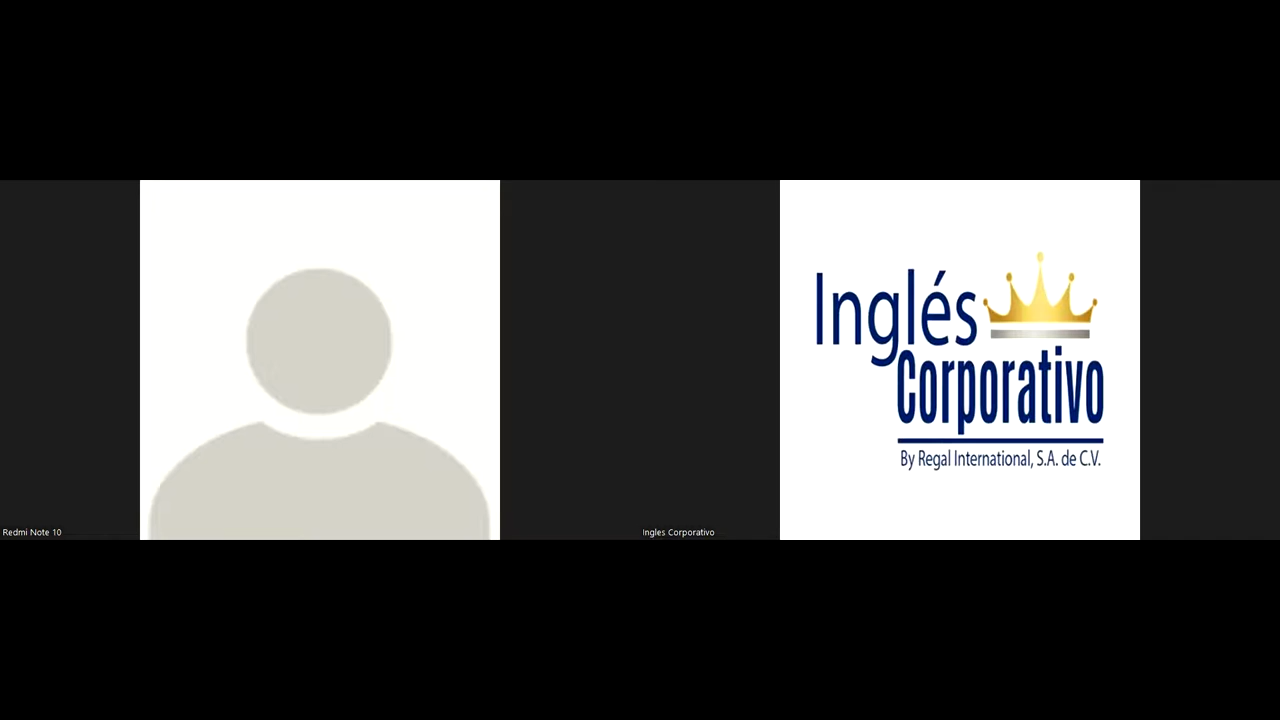 Inglés
Corporativo
By Regal International, S.A. de C.V.
Redmi Note 10
Ingles Corporativo